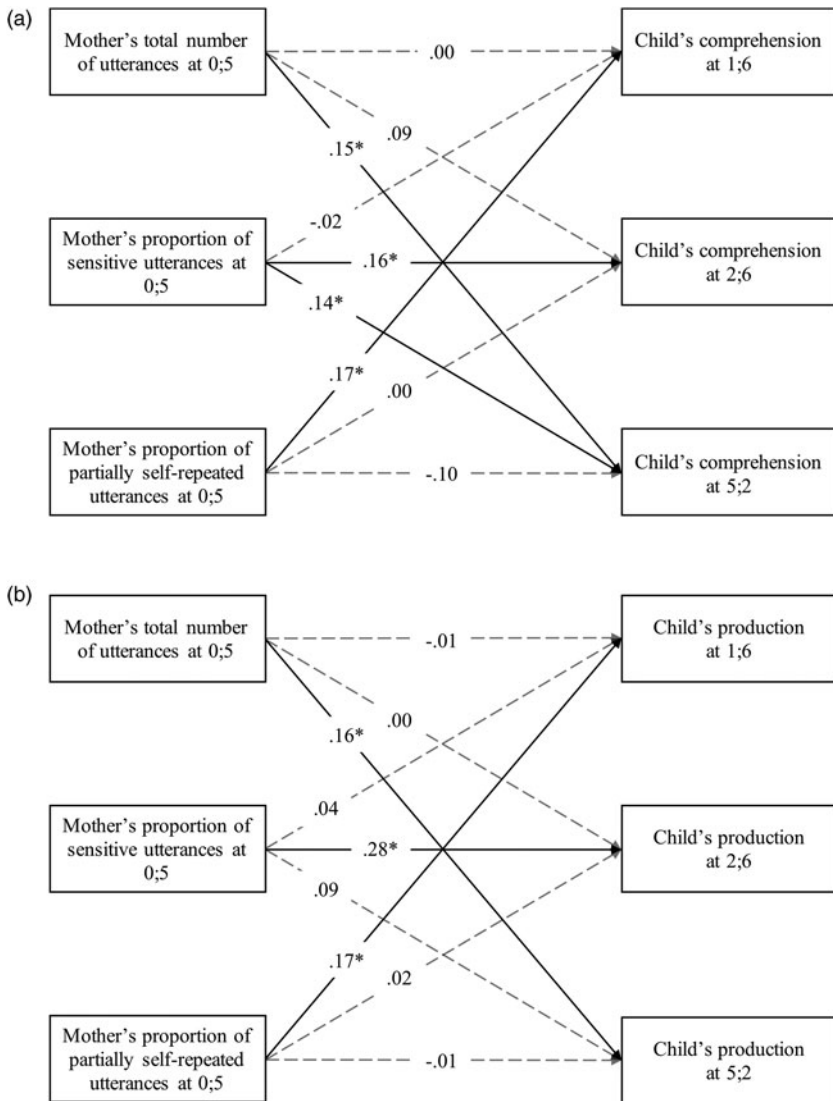 (a)
Mother's total number
of utterances at 0;5
.00
Child's comprehension
at 1;6
.09
.15*
-.02
Mother's proportion of
sensitive utterances at
0;5
.16*
Child's comprehension
at 2;6
.14*
.17*
.00
Mother's proportion of
partially self-repeated
utterances at 0;5
-.10
Child's comprehension
at 5;2
(b)
Mother's total number
of utterances at 0;5
-.01
Child's production
at 1;6
.00
.16*
.04
Mother's proportion of
sensitive utterances at
0;5
.28*
Child's production
at 2;6
.09
.17*
.02
Mother's proportion of
partially self-repeated
utterances at 0;5
-.01
Child's production
at 5;2